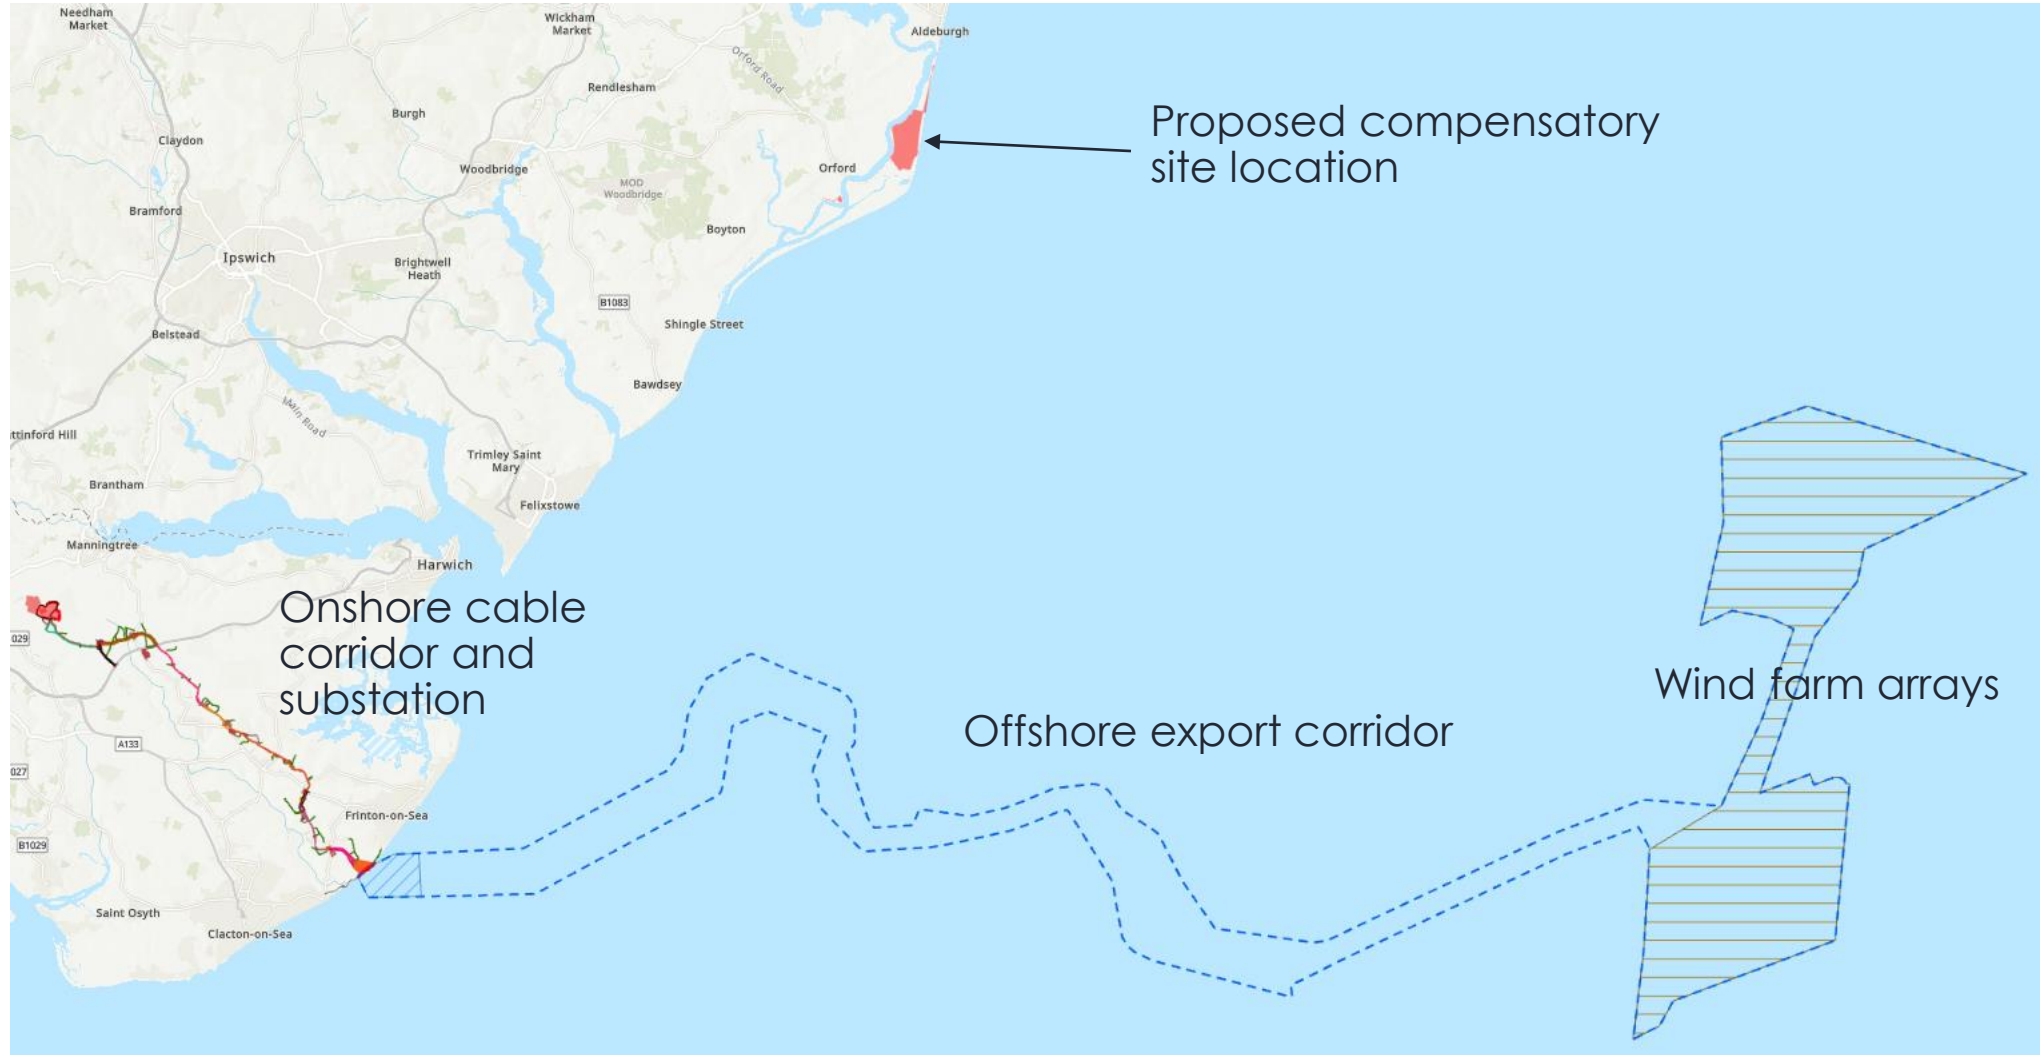 Needham
Market
Wickham
Market
Aldeburgh
Orford Road
Rendlesham
Burgh
Claydon
Proposed compensatory
site location
Woodbridge
Orford
MOD
Woodbridge
Bramford
Boyton
Ipswich
Brightwell
Heath
B1083
Shingle Street
Belstead
Bawdsey
Main Road
ttinford Hill
Trimley Saint
Mary
Brantham
Felixstowe
Manningtree
Harwich
Onshore cable
corridor and
substation
029
Wind farm arrays
Offshore export corridor
A133
027
Frinton-on-Sea
B1029
Saint Osyth
Clacton-on-Sea